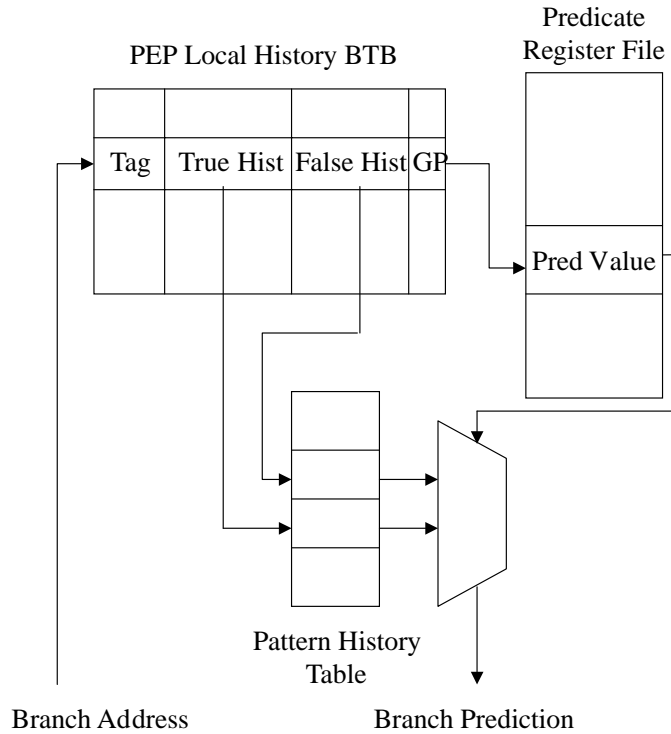 Predicate
Register File
PEP Local History BTB
Tag True Hist False Hist GP
Pred Value
Pattern History
Table
Branch Address Branch Prediction